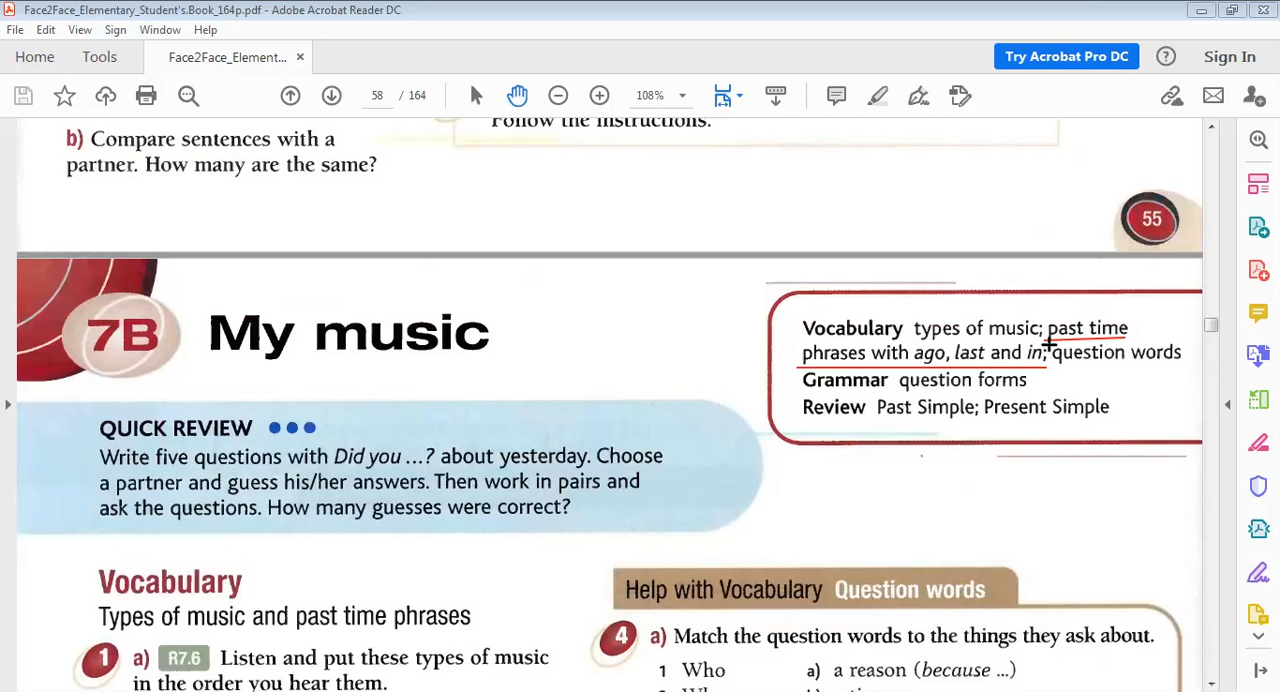 Face2Face_Elementary_Student's.Book_164p.pdf - Adobe Acrobat Reader DC
File Edit View Sign Window Help
Home Tools Face2Face_Element... × Try Acrobat Pro DC ? Sign In
58 / 164 108%
Follow the instructions.
b) Compare sentences with a
partner. How many are the same?
55
7B My music
Vocabulary types of music; past time
phrases with ago, last and in; question words
Grammar question forms
Review Past Simple; Present Simple
QUICK REVIEW ●●●
Write five questions with Did you ...? about yesterday. Choose
a partner and guess his/her answers. Then work in pairs and
ask the questions. How many guesses were correct?
Vocabulary
Types of music and past time phrases
1 a) R7.6 Listen and put these types of music
in the order you hear them.
Help with Vocabulary Question words
4 a) Match the question words to the things they ask about.
1 Who a) a reason (because ...)